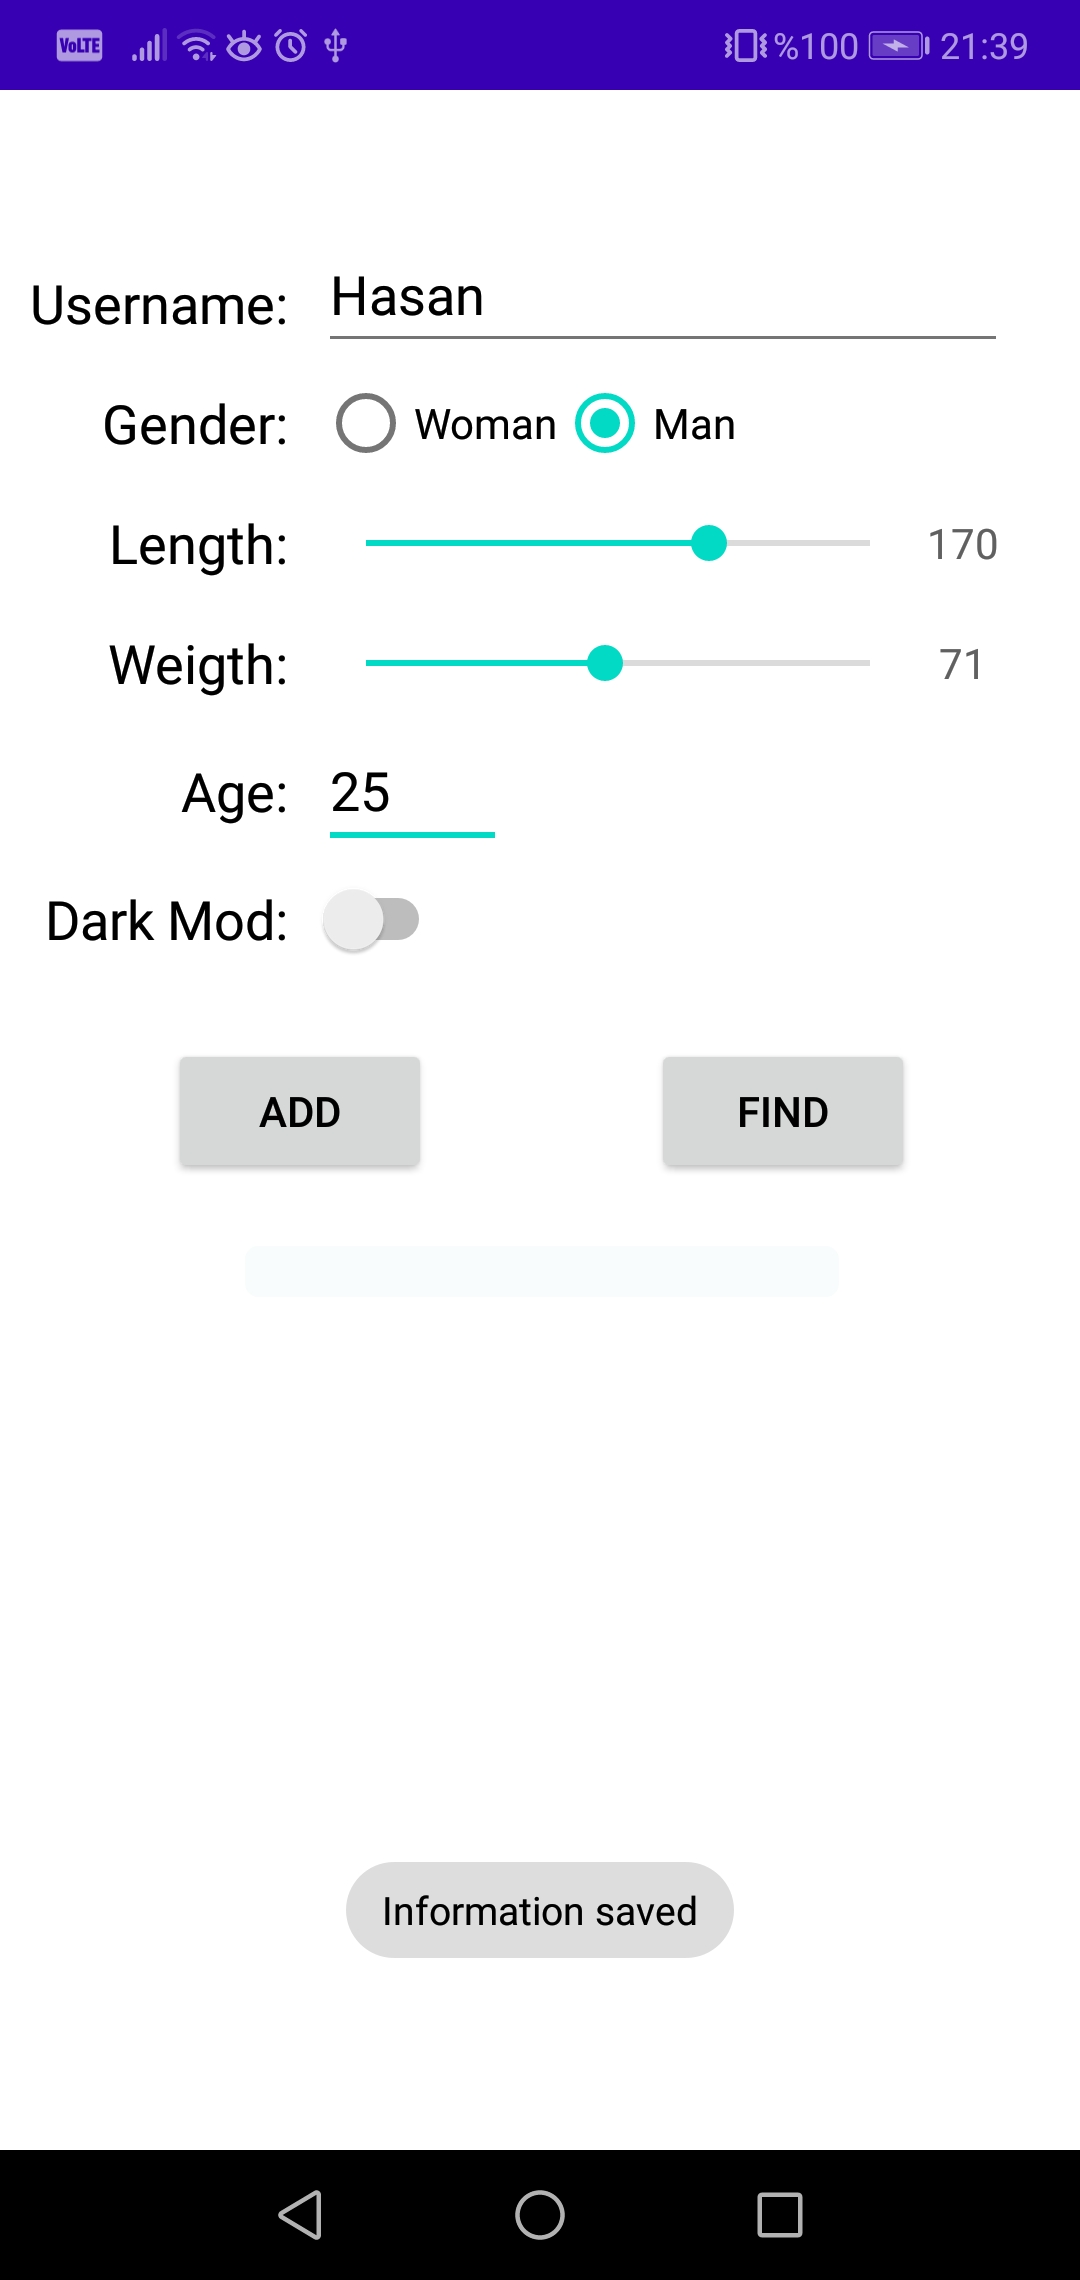 VoLTE %100 21:39
Username: Hasan
Gender: Woman Man
Length: 170
Weigth: 71
Age: 25
Dark Mod:
ADD FIND
Information saved